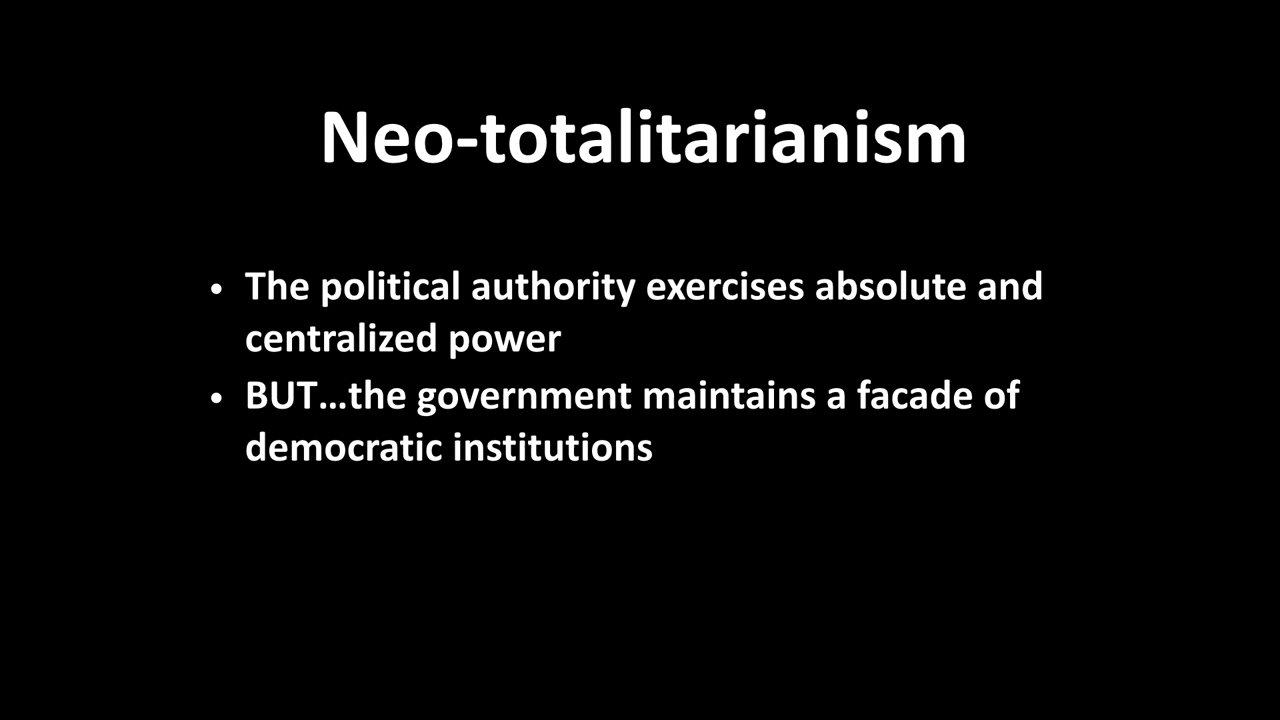 Neo-totalitarianism
• The political authority exercises absolute and
centralized power
• BUT...the government maintains a facade of
democratic institutions